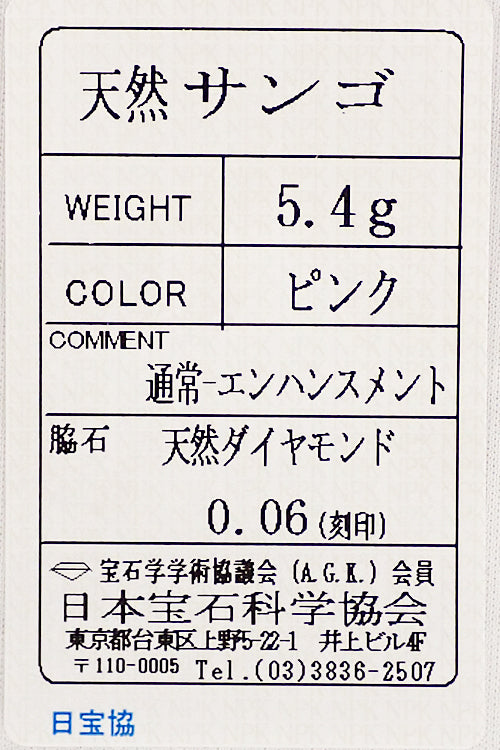 天然サンゴ
WEIGHT 5.4g
COLOR ピンク
COMMENT
通常-エンハンスメント
脇石 天然ダイヤモンド
0.06(刻印)
宝石学学術協議会(A.G.K.)会員
日本宝石科学協会
東京都台東区上野5-22-1 井上ビル4F
〒110-0005 Tel.(03)3836-2507
日宝協